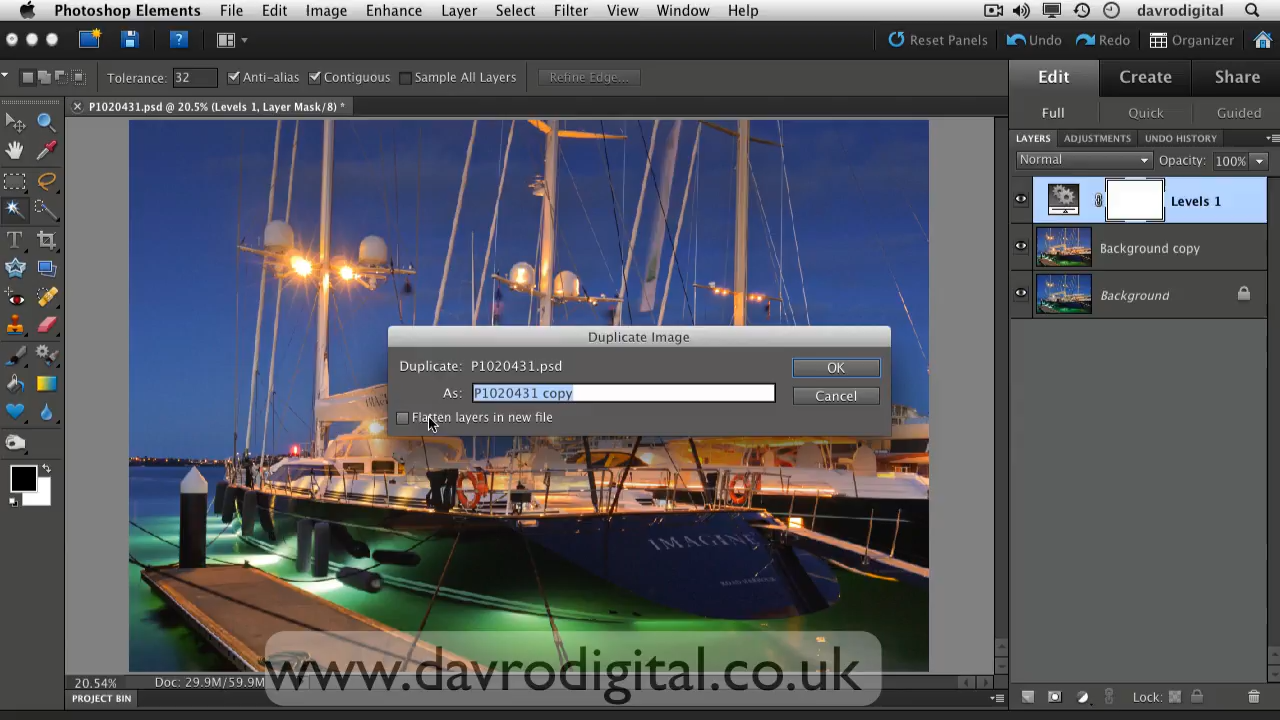 Photoshop Elements File Edit Image Enhance Layer Select Filter View Window Help davrodigital
Reset Panels Undo Redo Organizer
Tolerance: 32 Anti-alias Contiguous Sample All Layers Refine Edge... Edit Create Share
P1020431.psd @ 20.5% (Levels 1, Layer Mask/8) * Full Quick Guided
LAYERS ADJUSTMENTS UNDO HISTORY
Normal Opacity: 100%
Levels 1
Background copy
Background
Duplicate Image
Duplicate: P1020431.psd OK
As: P1020431 copy Cancel
Flatten layers in new file
IMAGINE
www.davrodigital.co.uk
20.54% Doc: 29.9M/59.9M
PROJECT BIN Lock: